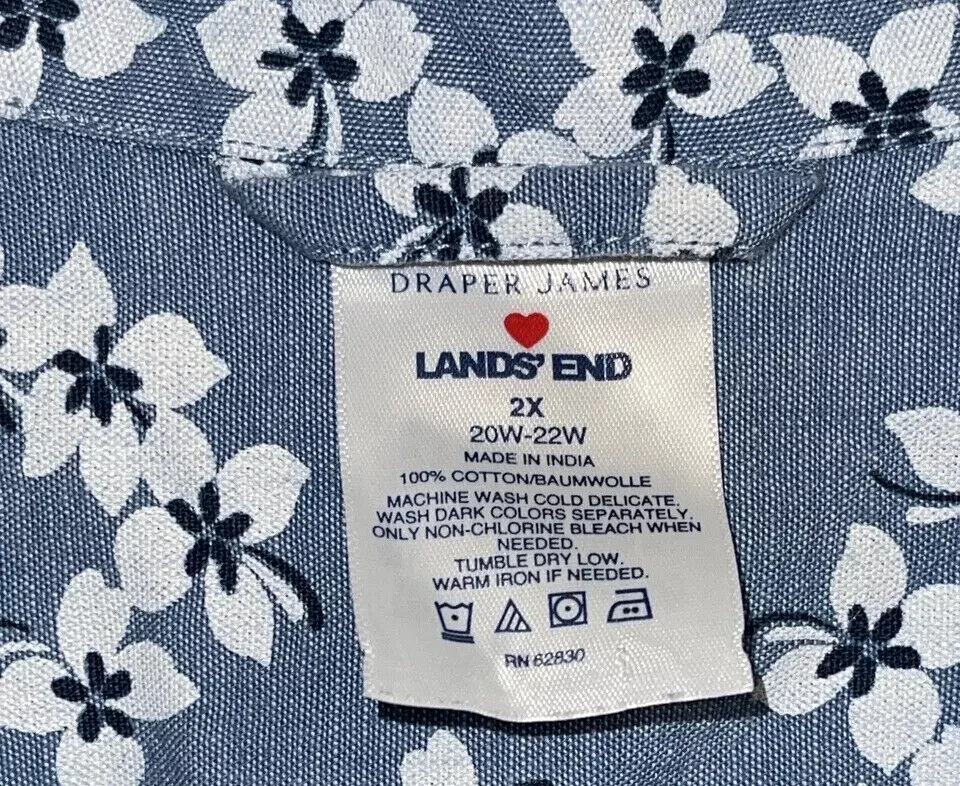 DRAPER JAMES
LANDS' END
2X
20W-22W
MADE IN INDIA
100% COTTON/BAUMWOLLE
MACHINE WASH COLD DELICATE.
WASH DARK COLORS SEPARATELY.
ONLY NON-CHLORINE BLEACH WHEN
NEEDED.
TUMBLE DRY LOW.
WARM IRON IF NEEDED.
RN 62830